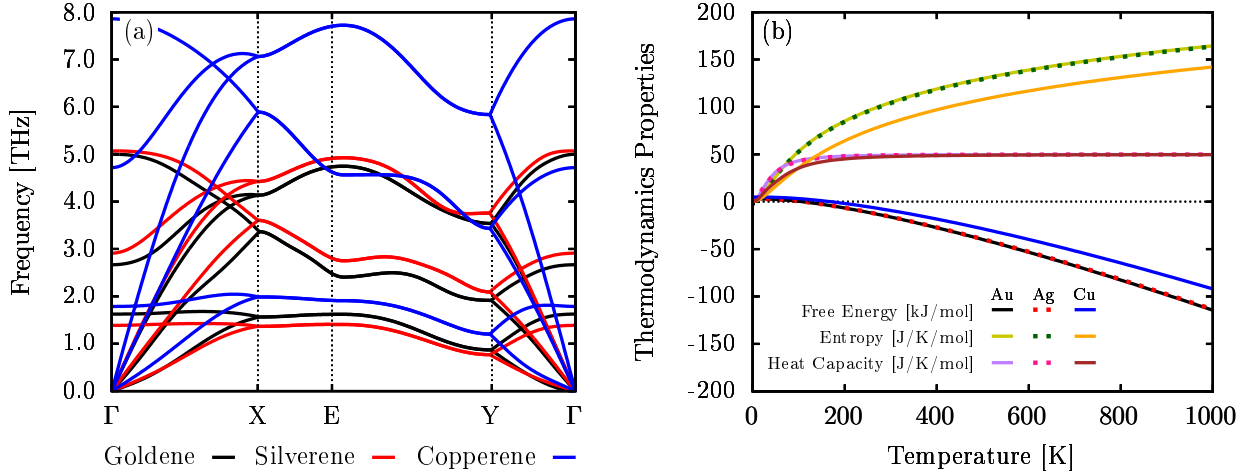 (a)
Frequency [THz]
8.0
7.0
6.0
5.0
4.0
3.0
2.0
1.0
0.0
Γ X E Y Γ
Goldene Silverene Copperene
(b)
Thermodynamics Properties
200
150
100
50
0
-50
-100
-150
-200
Au Ag Cu
Free Energy [kJ/mol]
Entropy [J/K/mol]
Heat Capacity [J/K/mol]
0 200 400 600 800 1000
Temperature [K]